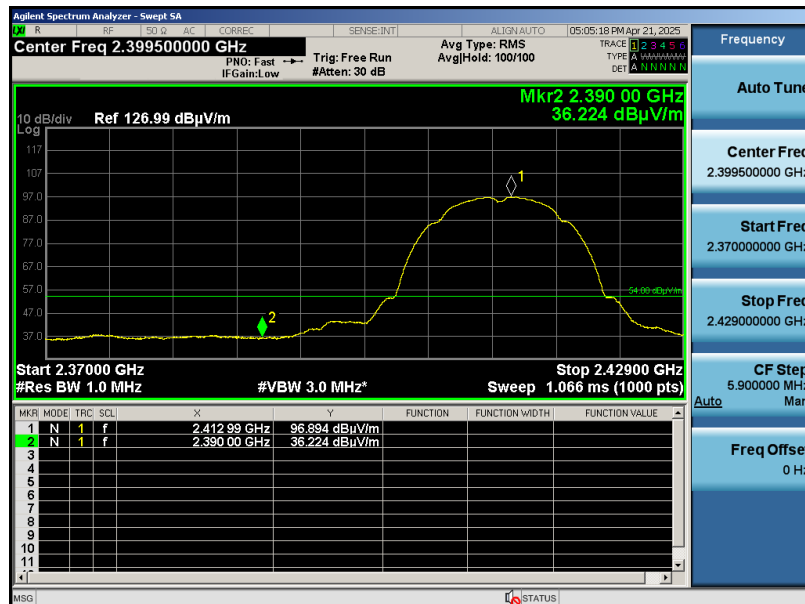 Agilent Spectrum Analyzer - Swept SA
R RF 50 Ω AC CORREC SENSE:INT ALIGN AUTO 05:05:18 PM Apr 21, 2025
Center Freq 2.399500000 GHz
PNO: Fast
IFGain:Low
Trig: Free Run
#Atten: 30 dB
Avg Type: RMS
Avg|Hold: 100/100
TRACE 1 2 3 4 5 6
TYPE A
DET A N N N N N
Mkr2 2.390 00 GHz
36.224 dBµV/m
10 dB/div Ref 126.99 dBµV/m
Log
117
107
97.0
87.0
77.0
67.0
57.0
47.0
37.0
1
2
54.00 dBµV/m
Start 2.37000 GHz Stop 2.42900 GHz
#Res BW 1.0 MHz #VBW 3.0 MHz* Sweep 1.066 ms (1000 pts)
MKR MODE TRC SCL X Y FUNCTION FUNCTION WIDTH FUNCTION VALUE
1 N 1 f 2.412 99 GHz 96.894 dBµV/m
2 N 1 f 2.390 00 GHz 36.224 dBµV/m
3
4
5
6
7
8
9
10
11
MSG STATUS
Frequency
Auto Tune
Center Freq
2.399500000 GHz
Start Freq
2.370000000 GHz
Stop Freq
2.429000000 GHz
CF Step
5.900000 MHz
Auto Man
Freq Offset
0 Hz